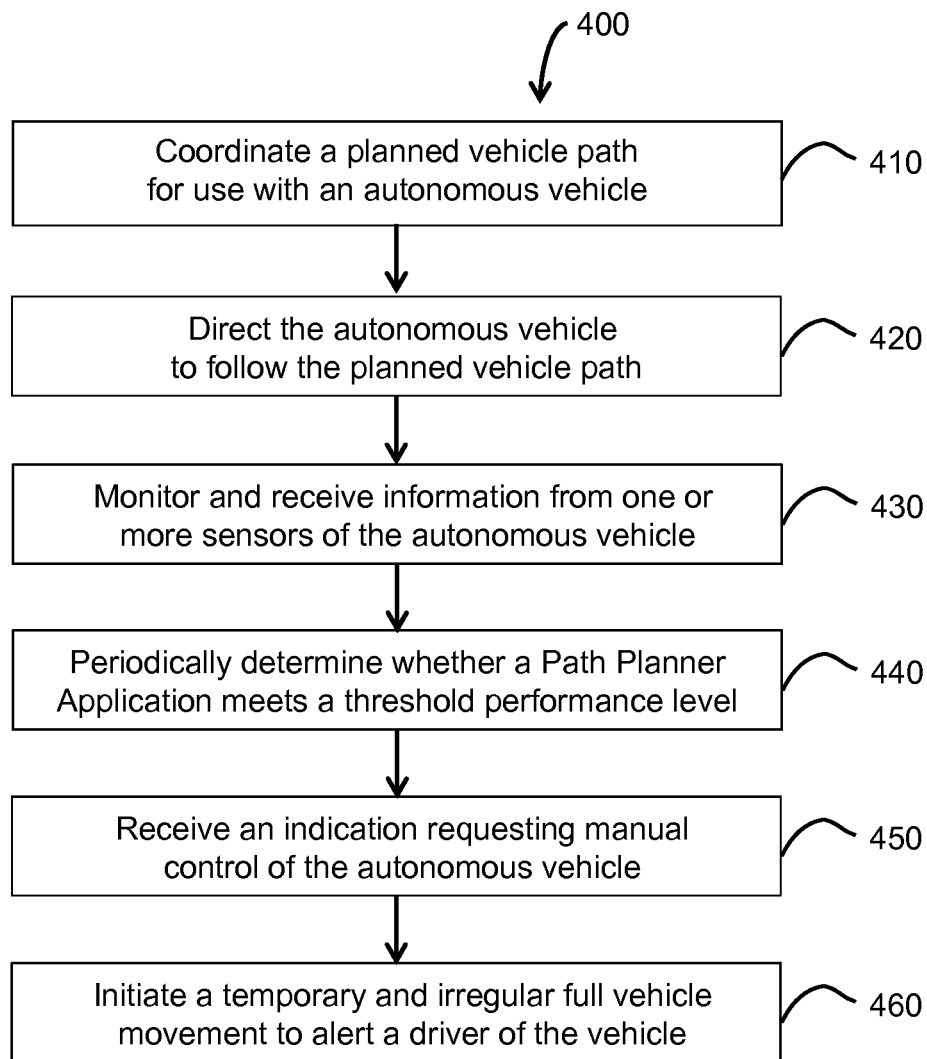 400
Coordinate a planned vehicle path
for use with an autonomous vehicle
410
Direct the autonomous vehicle
to follow the planned vehicle path
420
Monitor and receive information from one or
more sensors of the autonomous vehicle
430
Periodically determine whether a Path Planner
Application meets a threshold performance level
440
Receive an indication requesting manual
control of the autonomous vehicle
450
Initiate a temporary and irregular full vehicle
movement to alert a driver of the vehicle
460